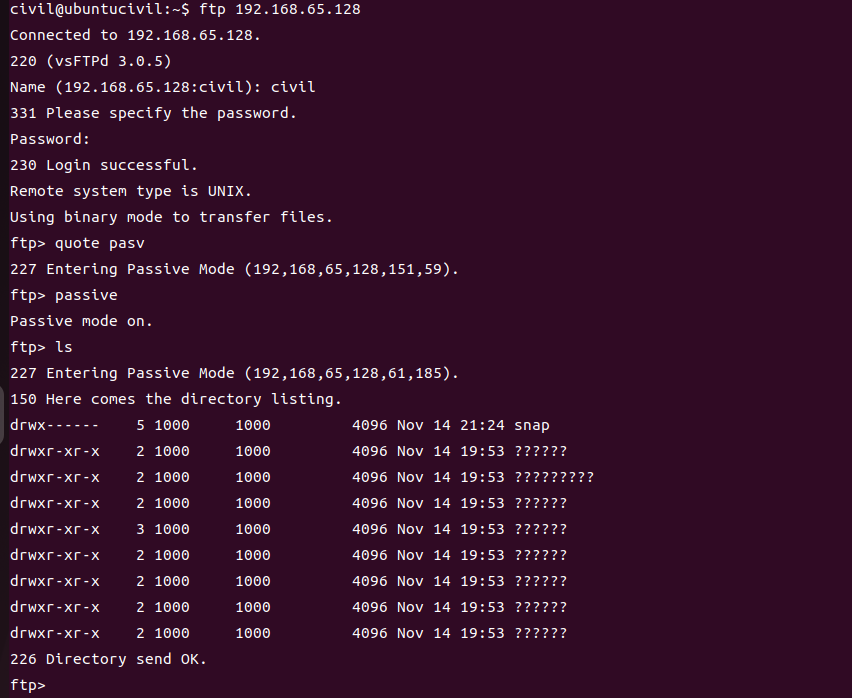 civil@ubuntucivil:~$ ftp 192.168.65.128
Connected to 192.168.65.128.
220 (vsFTPd 3.0.5)
Name (192.168.65.128:civil): civil
331 Please specify the password.
Password:
230 Login successful.
Remote system type is UNIX.
Using binary mode to transfer files.
ftp> quote pasv
227 Entering Passive Mode (192,168,65,128,151,59).
ftp> passive
Passive mode on.
ftp> ls
227 Entering Passive Mode (192,168,65,128,61,185).
150 Here comes the directory listing.
drwx------    5 1000     1000         4096 Nov 14 21:24 snap
drwxr-xr-x    2 1000     1000         4096 Nov 14 19:53 ??????
drwxr-xr-x    2 1000     1000         4096 Nov 14 19:53 ?????????
drwxr-xr-x    2 1000     1000         4096 Nov 14 19:53 ??????
drwxr-xr-x    3 1000     1000         4096 Nov 14 19:53 ??????
drwxr-xr-x    2 1000     1000         4096 Nov 14 19:53 ??????
drwxr-xr-x    2 1000     1000         4096 Nov 14 19:53 ??????
drwxr-xr-x    2 1000     1000         4096 Nov 14 19:53 ??????
drwxr-xr-x    2 1000     1000         4096 Nov 14 19:53 ??????
226 Directory send OK.
ftp>